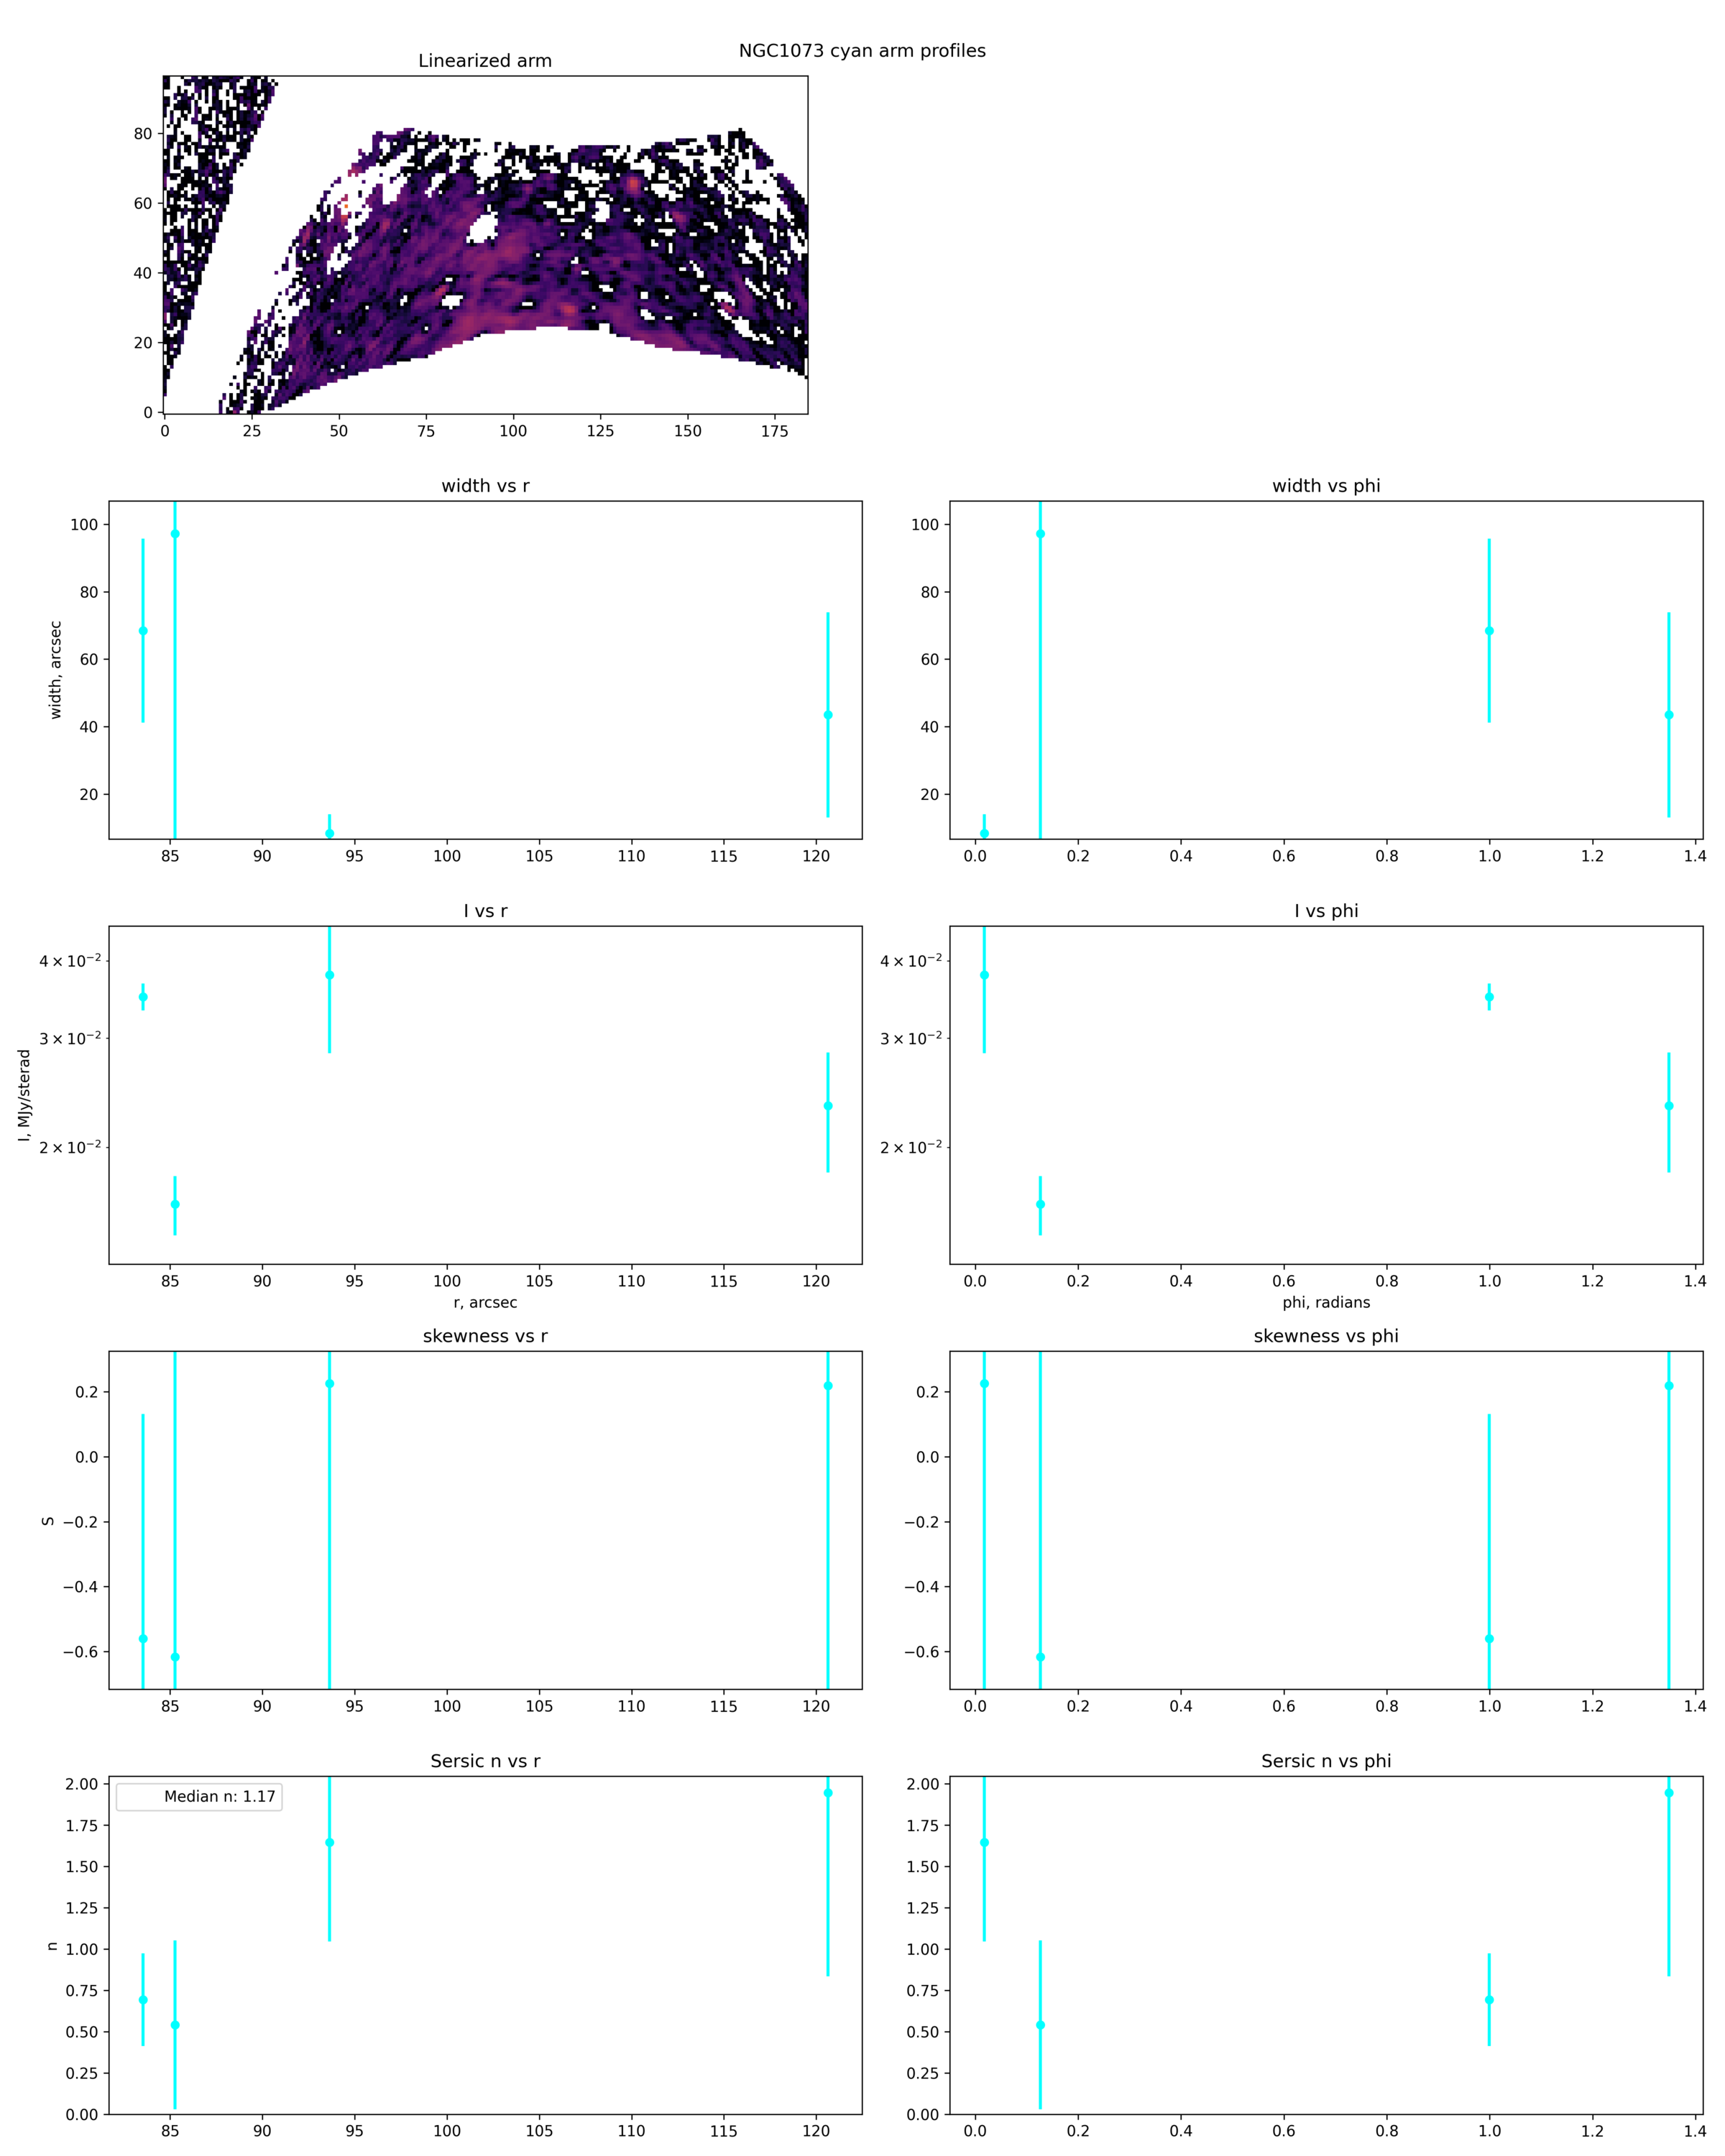 NGC1073 cyan arm profiles
Linearized arm
80
60
40
20
0
0 25 50 75 100 125 150 175
width vs r
width, arcsec
100
80
60
40
20
85 90 95 100 105 110 115 120
width vs phi
100
80
60
40
20
0.0 0.2 0.4 0.6 0.8 1.0 1.2 1.4
I vs r
I, MJy/sterad
4 × 10⁻²
3 × 10⁻²
2 × 10⁻²
85 90 95 100 105 110 115 120
r, arcsec
I vs phi
4 × 10⁻²
3 × 10⁻²
2 × 10⁻²
0.0 0.2 0.4 0.6 0.8 1.0 1.2 1.4
phi, radians
skewness vs r
S
0.2
0.0
−0.2
−0.4
−0.6
85 90 95 100 105 110 115 120
skewness vs phi
0.2
0.0
−0.2
−0.4
−0.6
0.0 0.2 0.4 0.6 0.8 1.0 1.2 1.4
Sersic n vs r
Median n: 1.17
n
2.00
1.75
1.50
1.25
1.00
0.75
0.50
0.25
0.00
85 90 95 100 105 110 115 120
Sersic n vs phi
2.00
1.75
1.50
1.25
1.00
0.75
0.50
0.25
0.00
0.0 0.2 0.4 0.6 0.8 1.0 1.2 1.4